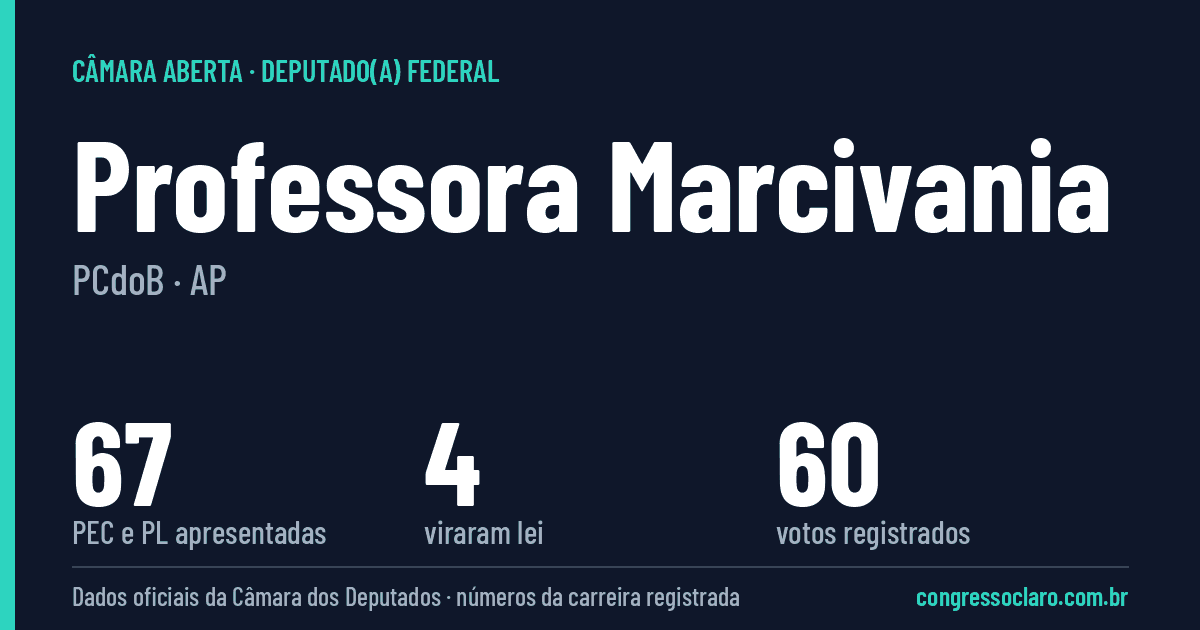 CÂMARA ABERTA · DEPUTADO(A) FEDERAL
Professora Marcivania
PCdoB · AP
67 4 60
PEC e PL apresentadas viraram lei votos registrados
Dados oficiais da Câmara dos Deputados · números da carreira registrada congressoclaro.com.br